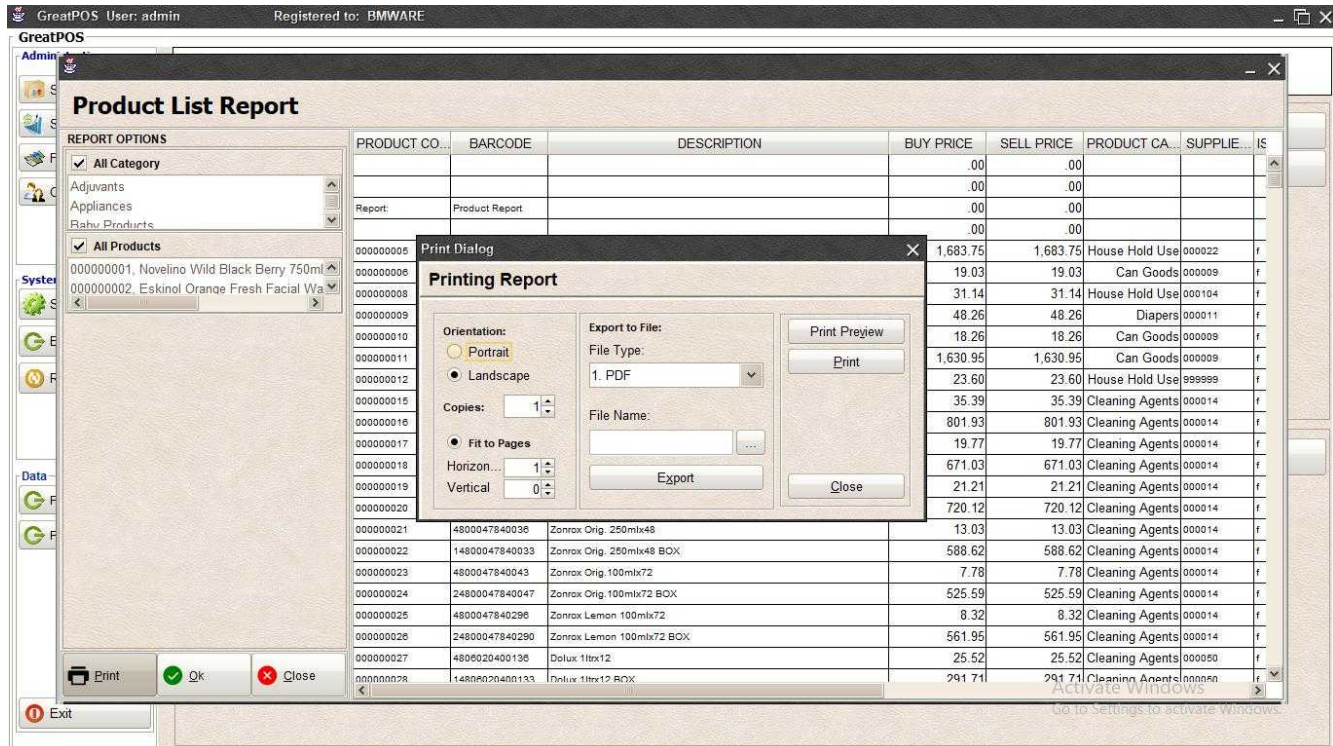 GreatPOS User: admin Registered to: BMWARE
GreatPOS
Product List Report
REPORT OPTIONS
All Category
Adjuvants
Appliances
Baby Products
All Products
000000001, Novelino Wild Black Berry 750ml
000000002, Eskinol Orange Fresh Facial Wa
PRODUCT CO... BARCODE DESCRIPTION BUY PRICE SELL PRICE PRODUCT CA... SUPPLIE... IS
.00 .00
.00 .00
Report: Product Report .00 .00
.00 .00
000000005 1,683.75 1,683.75 House Hold Use 000022 f
000000006 19.03 19.03 Can Goods 000009 f
000000008 31.14 31.14 House Hold Use 000104 f
000000009 48.26 48.26 Diapers 000011 f
000000010 18.26 18.26 Can Goods 000009 f
000000011 1,630.95 1,630.95 Can Goods 000009 f
000000012 23.60 23.60 House Hold Use 999999 f
000000015 35.39 35.39 Cleaning Agents 000014 f
000000016 801.93 801.93 Cleaning Agents 000014 f
000000017 19.77 19.77 Cleaning Agents 000014 f
000000018 671.03 671.03 Cleaning Agents 000014 f
000000019 21.21 21.21 Cleaning Agents 000014 f
000000020 720.12 720.12 Cleaning Agents 000014 f
000000021 4800047840036 Zonrox Orig. 250mlx48 13.03 13.03 Cleaning Agents 000014 f
000000022 14800047840033 Zonrox Orig. 250mlx48 BOX 588.62 588.62 Cleaning Agents 000014 f
000000023 4800047840043 Zonrox Orig.100mlx72 7.78 7.78 Cleaning Agents 000014 f
000000024 24800047840047 Zonrox Orig.100mlx72 BOX 525.59 525.59 Cleaning Agents 000014 f
000000025 4800047840296 Zonrox Lemon 100mlx72 8.32 8.32 Cleaning Agents 000014 f
000000026 24800047840290 Zonrox Lemon 100mlx72 BOX 561.95 561.95 Cleaning Agents 000014 f
000000027 4806020400136 Dolux 1ltrx12 25.52 25.52 Cleaning Agents 000050 f
000000028 14806020400133 Dolux 1ltrx12 BOX 291.71 291.71 Cleaning Agents 000050 f
Print Dialog
Printing Report
Orientation:
Portrait
Landscape
Copies: 1
Fit to Pages
Horizon... 1
Vertical 0
Export to File:
File Type:
1. PDF
File Name:
...
Export
Print Preview
Print
Close
Print Ok Close
System
Data
Exit
Activate Windows
Go to Settings to activate Windows.